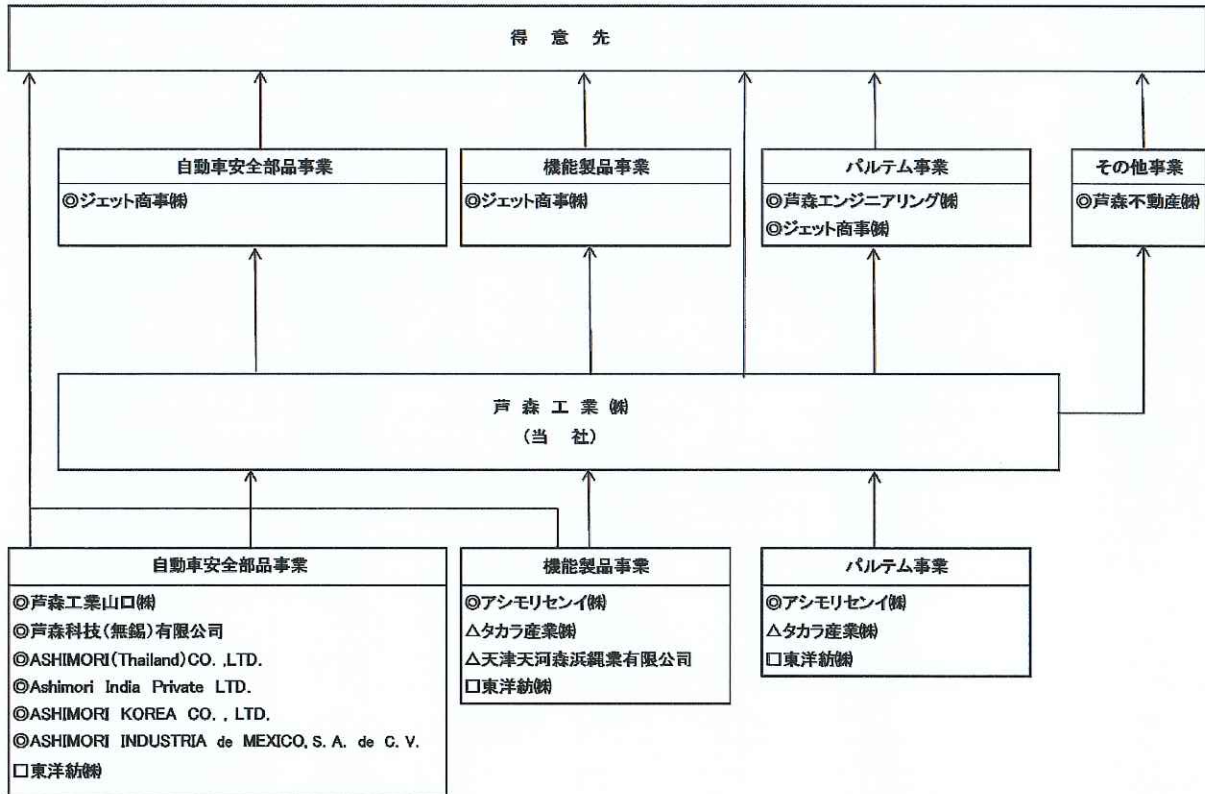 得意先
自動車安全部品事業
◎ジェット商事㈱
機能製品事業
◎ジェット商事㈱
パルテム事業
◎芦森エンジニアリング㈱
◎ジェット商事㈱
その他事業
◎芦森不動産㈱
芦森工業㈱
(当社)
自動車安全部品事業
◎芦森工業山口㈱
◎芦森科技(無錫)有限公司
◎ASHIMORI(Thailand)CO.,LTD.
◎Ashimori India Private LTD.
◎ASHIMORI KOREA CO., LTD.
◎ASHIMORI INDUSTRIA de MEXICO, S. A. de C. V.
□東洋紡㈱
機能製品事業
◎アシモリセンイ㈱
△タカラ産業㈱
△天津天河森浜縄業有限公司
□東洋紡㈱
パルテム事業
◎アシモリセンイ㈱
△タカラ産業㈱
□東洋紡㈱